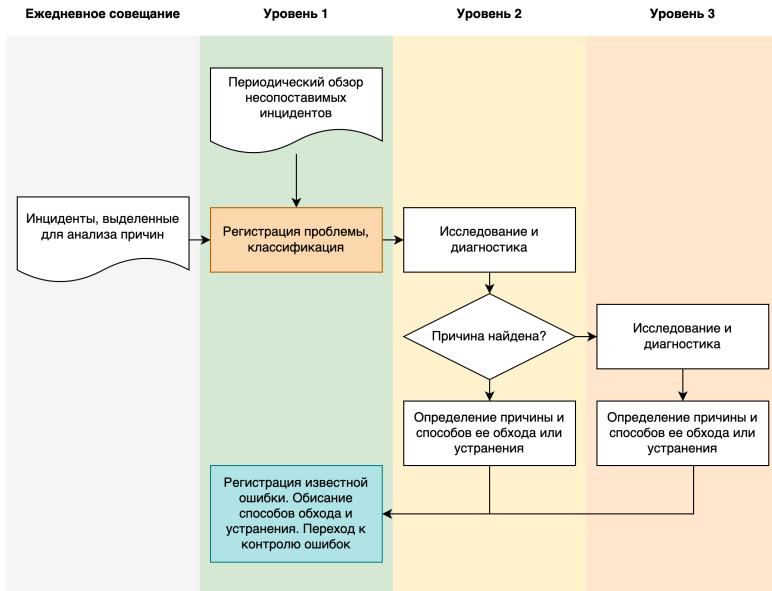 Ежедневное совещание
Уровень 1
Уровень 2
Уровень 3
Периодический обзор
несопоставимых
инцидентов
Инциденты, выделенные
для анализа причин
Регистрация проблемы,
классификация
Исследование и
диагностика
Причина найдена?
Исследование и
диагностика
Определение причины и
способов ее обхода или
устранения
Определение причины и
способов ее обхода или
устранения
Регистрация известной
ошибки. Обисание
способов обхода и
устранения. Переход к
контролю ошибок